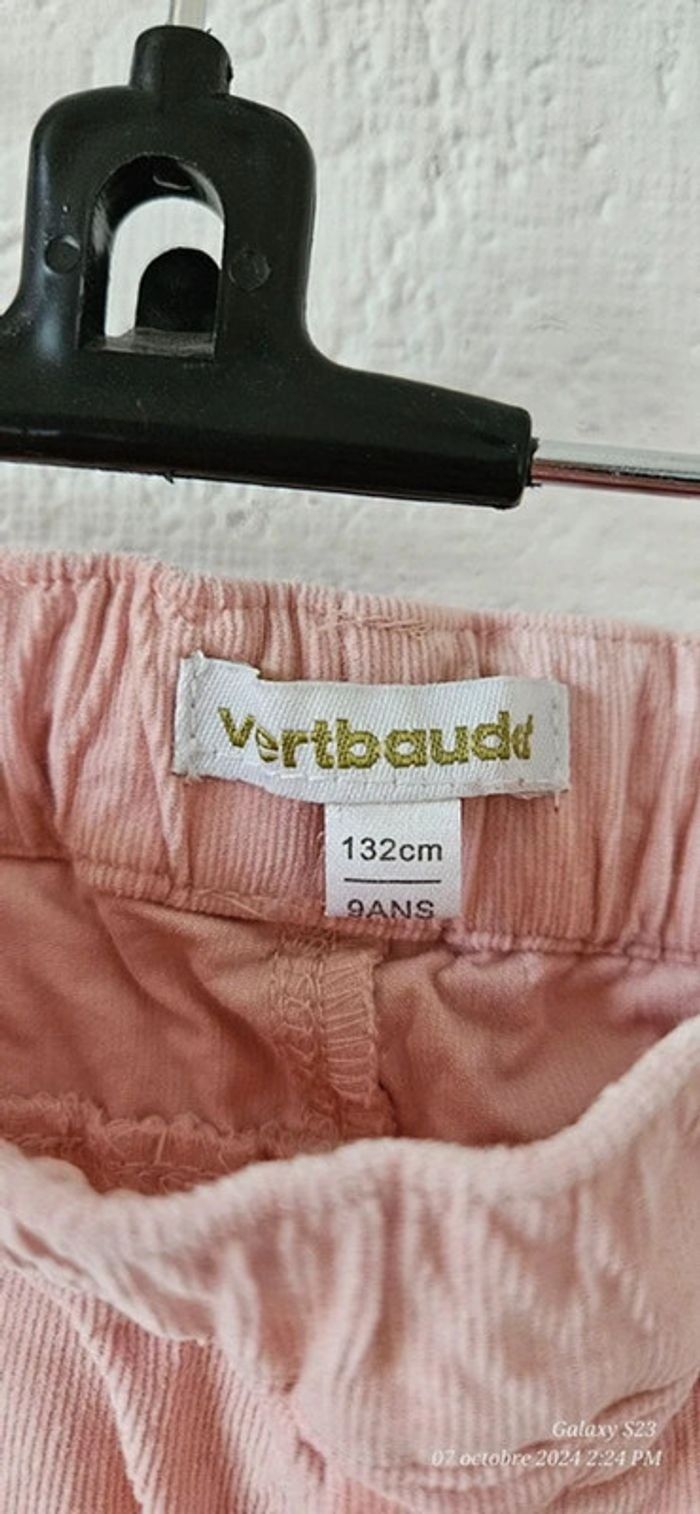 vertbaudet
132cm
9ANS
Galaxy S23
07 octobre 2024 2:24 PM